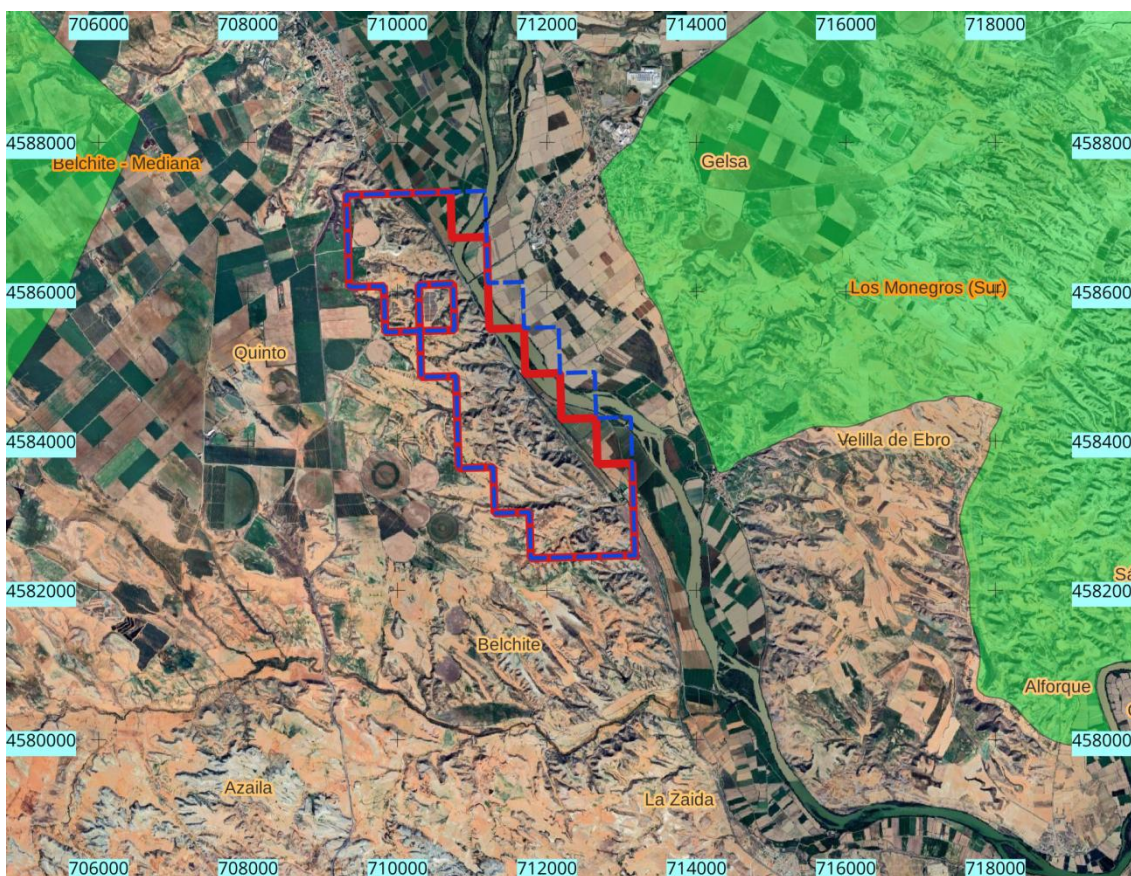 706000 708000 710000 712000 714000 716000 718000
4588000 4588000
Belchite - Mediana
Gelsa
4586000 Los Monegros (Sur) 4586000
Quinto
4584000 Velilla de Ebro 4584000
4582000 4582000
Belchite
Alforque
4580000 4580000
Azaila
La Zaida
706000 708000 710000 712000 714000 716000 718000